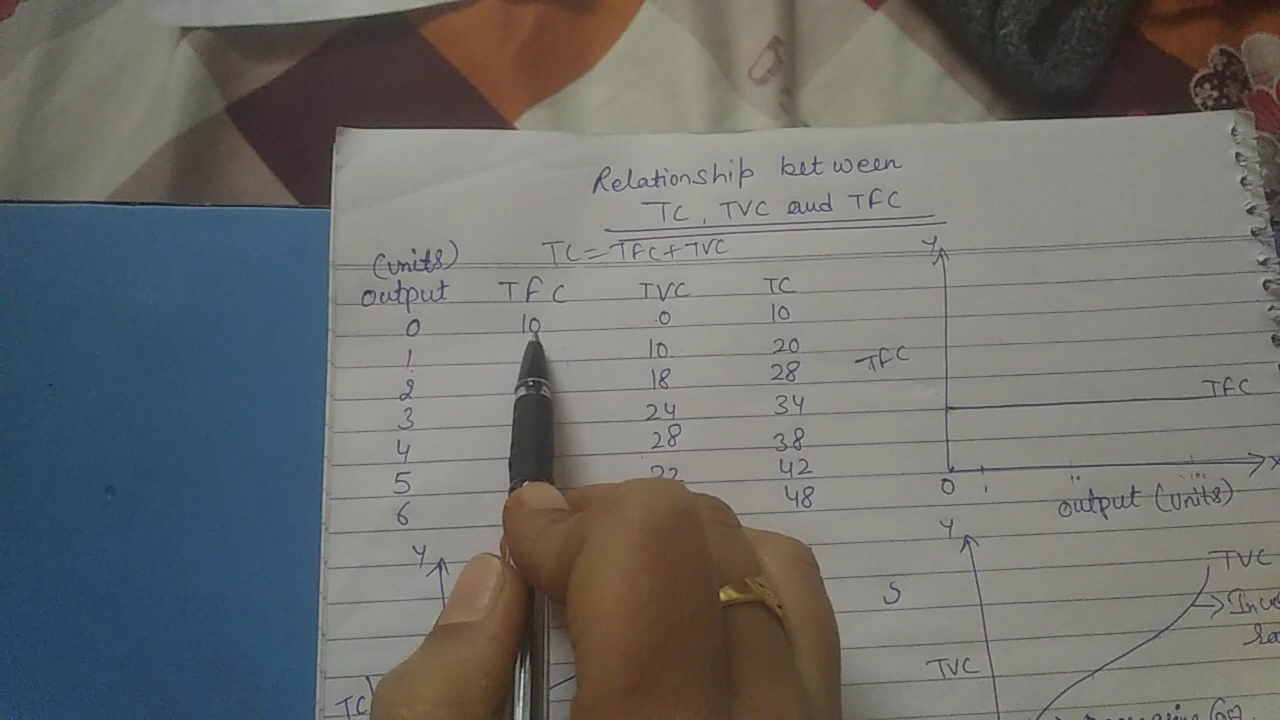 Relationship between
TC, TVC and TFC
TC = TFC + TVC
(units)
output TFC TVC TC
0 10 0 10
1 10 20
2 18 28
3 24 34
4 28 38
5 42
6 48
Y
TFC
TFC
0
X
output (units)
Y
TC
Y
S
TVC
TVC